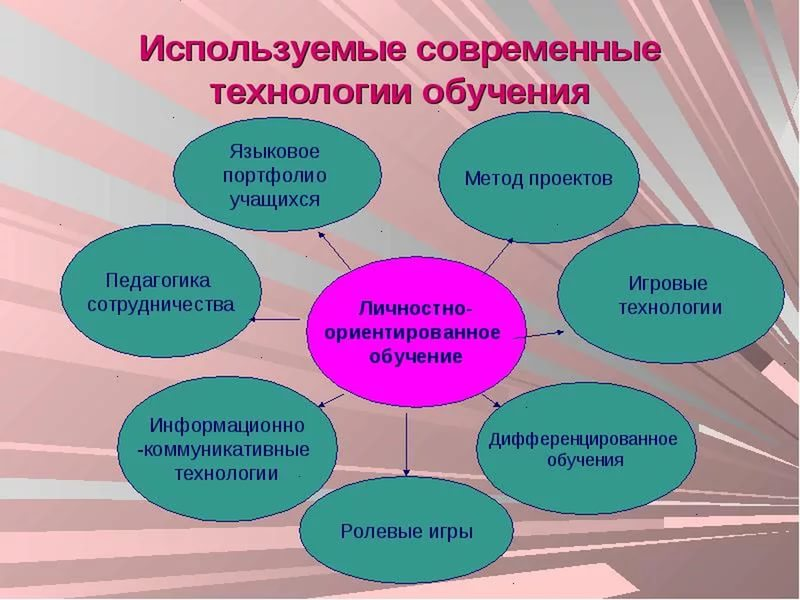 Используемые современные
технологии обучения
Языковое
портфолио
учащихся
Метод проектов
Педагогика
сотрудничества
Игровые
технологии
Личностно-
ориентированное
обучение
Информационно
-коммуникативные
технологии
Дифференцированное
обучения
Ролевые игры